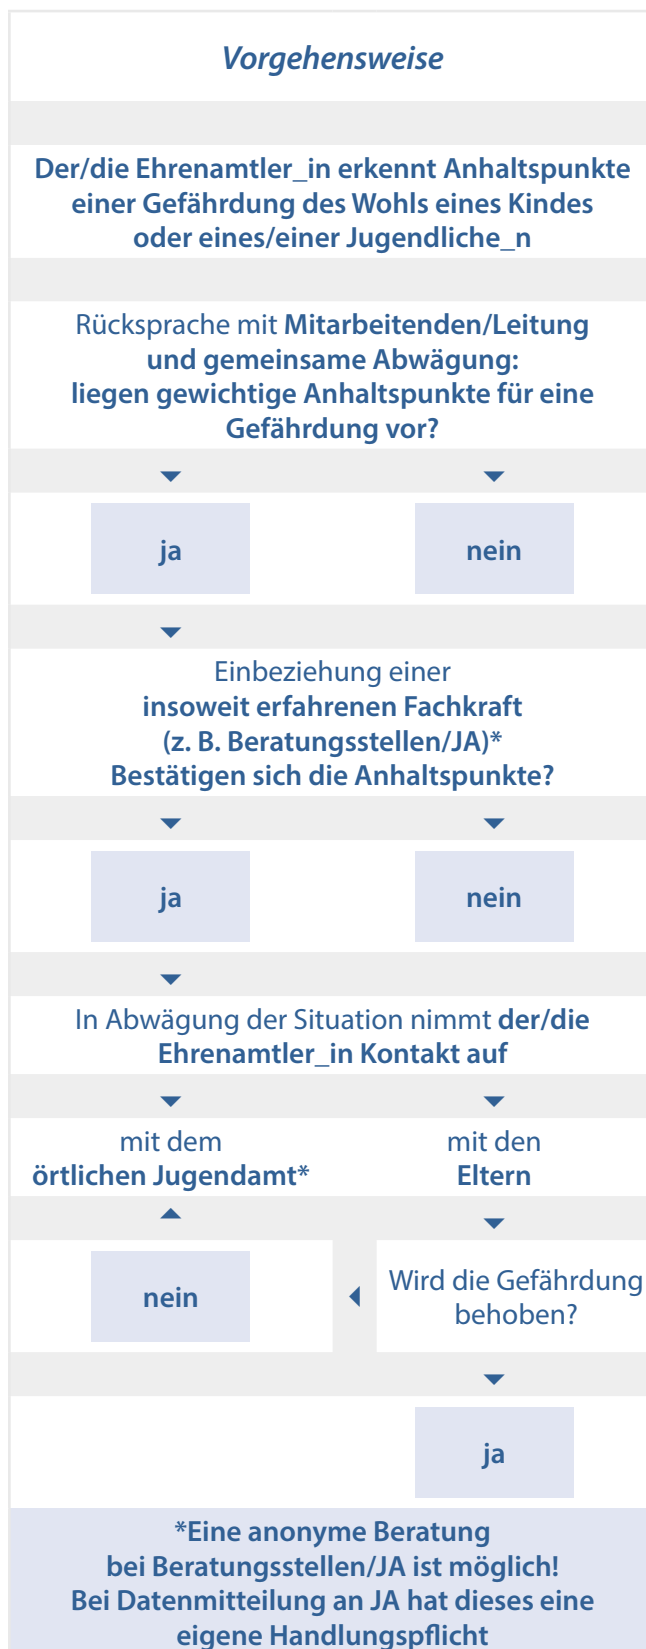 Vorgehensweise
Der/die Ehrenamtler_in erkennt Anhaltspunkte
einer Gefährdung des Wohls eines Kindes
oder eines/einer Jugendliche_n
Rücksprache mit Mitarbeitenden/Leitung
und gemeinsame Abwägung:
liegen gewichtige Anhaltspunkte für eine
Gefährdung vor?
ja
nein
Einbeziehung einer
insoweit erfahrenen Fachkraft
(z. B. Beratungsstellen/JA)*
Bestätigen sich die Anhaltspunkte?
ja
nein
In Abwägung der Situation nimmt der/die
Ehrenamtler_in Kontakt auf
mit dem
örtlichen Jugendamt*
mit den
Eltern
nein
Wird die Gefährdung
behoben?
ja
*Eine anonyme Beratung
bei Beratungsstellen/JA ist möglich!
Bei Datenmitteilung an JA hat dieses eine
eigene Handlungspflicht